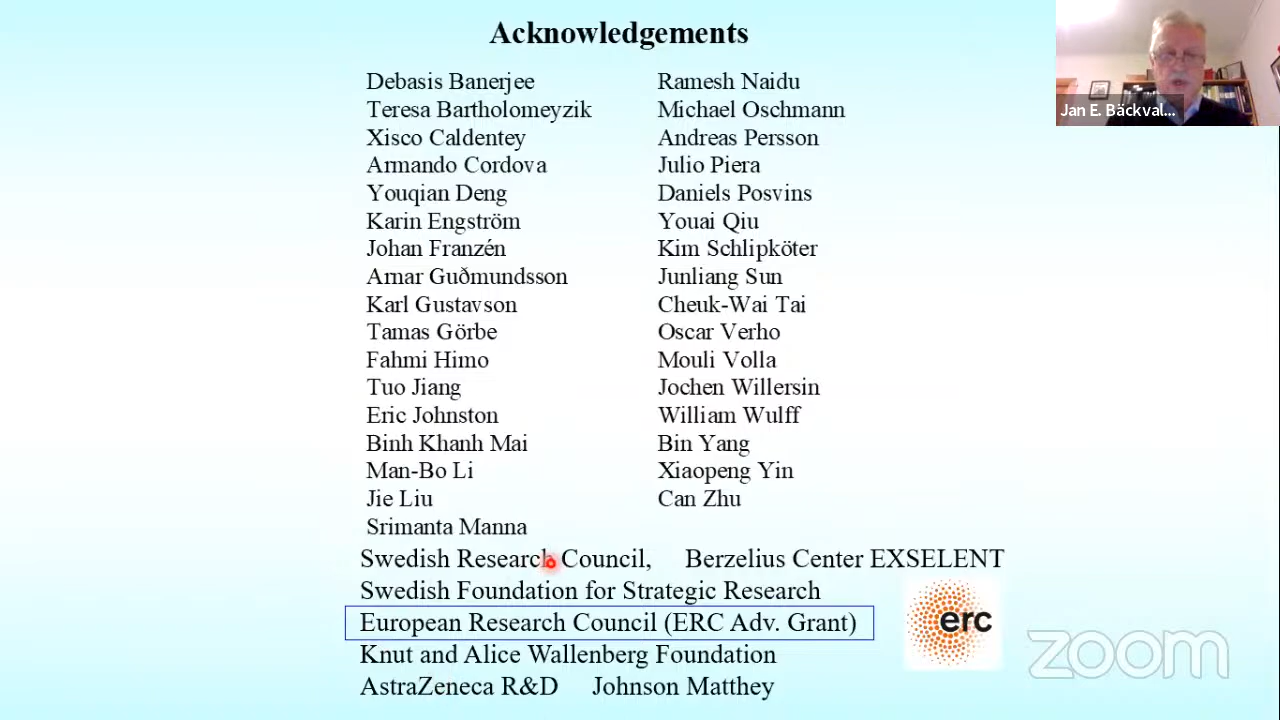 Acknowledgements
Jan E. Bäckval...
Debasis Banerjee
Teresa Bartholomeyzik
Xisco Caldentey
Armando Cordova
Youqian Deng
Karin Engström
Johan Franzén
Arnar Guðmundsson
Karl Gustavson
Tamas Görbe
Fahmi Himo
Tuo Jiang
Eric Johnston
Binh Khanh Mai
Man-Bo Li
Jie Liu
Srimanta Manna
Ramesh Naidu
Michael Oschmann
Andreas Persson
Julio Piera
Daniels Posvins
Youai Qiu
Kim Schlipköter
Junliang Sun
Cheuk-Wai Tai
Oscar Verho
Mouli Volla
Jochen Willersin
William Wulff
Bin Yang
Xiaopeng Yin
Can Zhu
Swedish Research Council, Berzelius Center EXSELENT
Swedish Foundation for Strategic Research
European Research Council (ERC Adv. Grant)
erc
Knut and Alice Wallenberg Foundation
AstraZeneca R&D Johnson Matthey
zoom